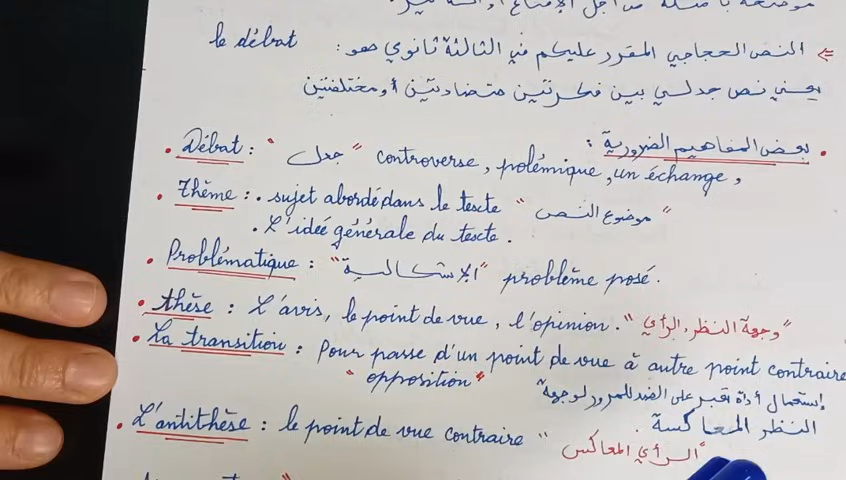 النص الحجاجي المقرر عليكم في الثالثة ثانوي هو: le débat
يعني نص جدلي بين فكرتين متضادتين أو مختلفتين
• بعض المفاهيم الضرورية:
• Débat : "جدل" controverse, polémique, un échange,
• Thème : • sujet abordé dans le texte "موضوع النص"
• L'idée générale du texte.
• Problématique : "الإشكالية" problème posé.
• thèse : L'avis, le point de vue, l'opinion. "وجهة النظر, الرأي"
• La transition : Pour passe d'un point de vue à autre point contraire
"opposition"
إستعمال أداة تعبر على الضد للمرور لوجهة
النظر المعاكسة.
• L'antithèse : le point de vue contraire "الرأي المعاكس"